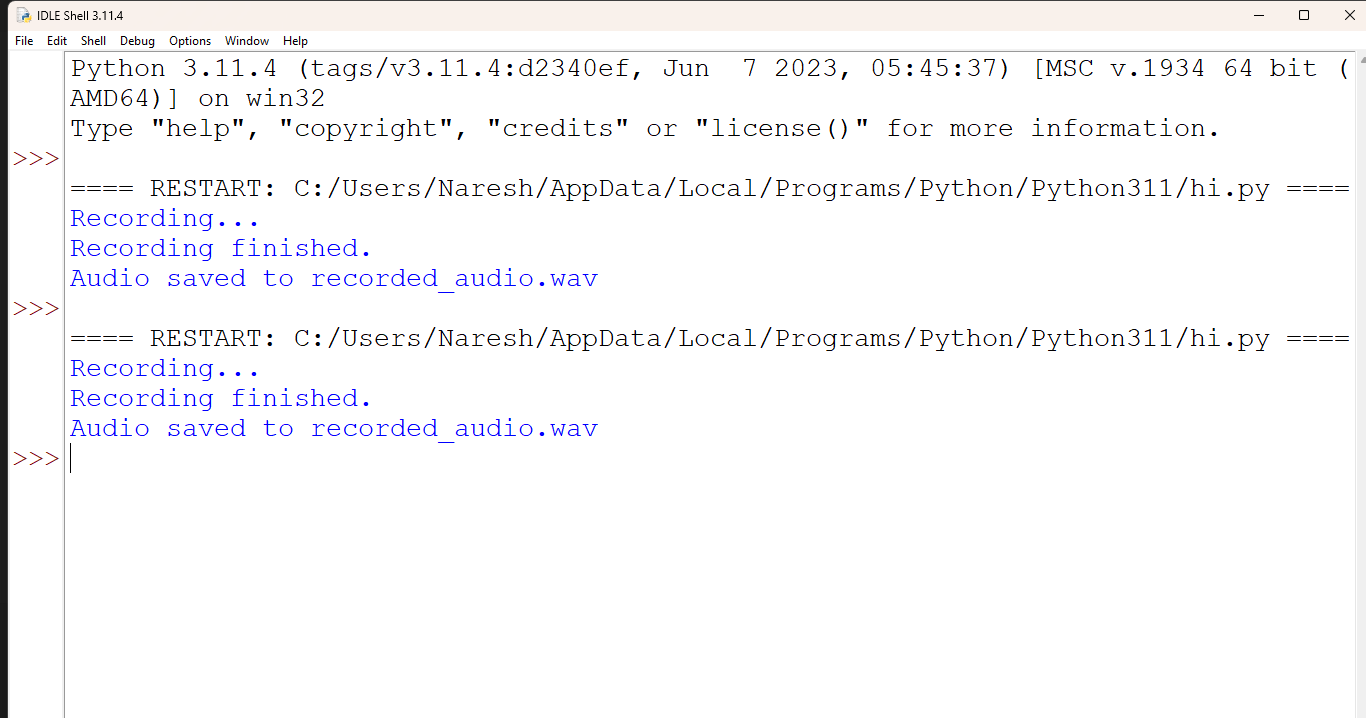 IDLE Shell 3.11.4
File Edit Shell Debug Options Window Help
Python 3.11.4 (tags/v3.11.4:d2340ef, Jun  7 2023, 05:45:37) [MSC v.1934 64 bit (
AMD64)] on win32
Type "help", "copyright", "credits" or "license()" for more information.
>>>
==== RESTART: C:/Users/Naresh/AppData/Local/Programs/Python/Python311/hi.py ====
Recording...
Recording finished.
Audio saved to recorded_audio.wav
>>>
==== RESTART: C:/Users/Naresh/AppData/Local/Programs/Python/Python311/hi.py ====
Recording...
Recording finished.
Audio saved to recorded_audio.wav
>>>